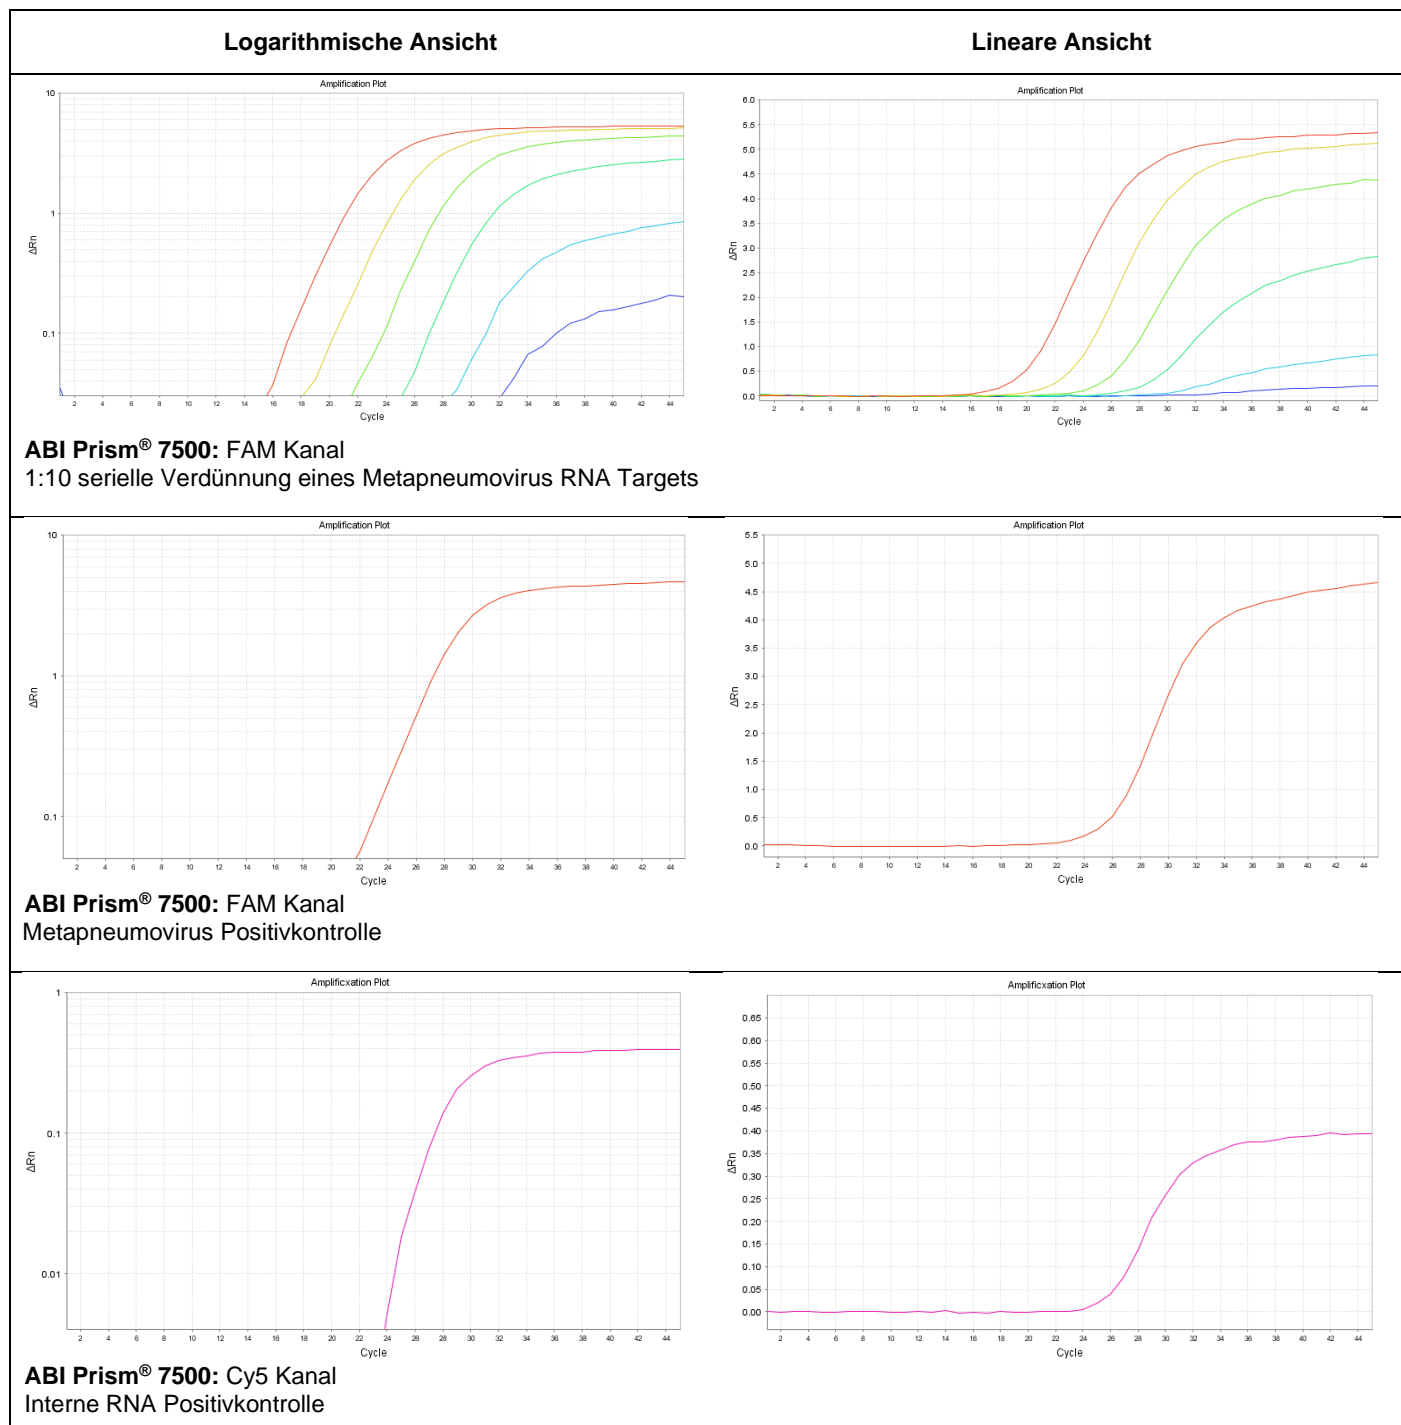 Logarithmische Ansicht
Lineare Ansicht
Amplification Plot
10
1
0.1
ΔRn
2 4 6 8 10 12 14 16 18 20 22 24 26 28 30 32 34 36 38 40 42 44
Cycle
Amplification Plot
6.0
5.5
5.0
4.5
4.0
3.5
3.0
2.5
2.0
1.5
1.0
0.5
0.0
ΔRn
2 4 6 8 10 12 14 16 18 20 22 24 26 28 30 32 34 36 38 40 42 44
Cycle
ABI Prism® 7500: FAM Kanal
1:10 serielle Verdünnung eines Metapneumovirus RNA Targets
Amplification Plot
10
1
0.1
ΔRn
2 4 6 8 10 12 14 16 18 20 22 24 26 28 30 32 34 36 38 40 42 44
Cycle
Amplification Plot
5.5
5.0
4.5
4.0
3.5
3.0
2.5
2.0
1.5
1.0
0.5
0.0
ΔRn
2 4 6 8 10 12 14 16 18 20 22 24 26 28 30 32 34 36 38 40 42 44
Cycle
ABI Prism® 7500: FAM Kanal
Metapneumovirus Positivkontrolle
Amplificxation Plot
1
0.1
0.01
ΔRn
2 4 6 8 10 12 14 16 18 20 22 24 26 28 30 32 34 36 38 40 42 44
Cycle
Amplificxation Plot
0.65
0.60
0.55
0.50
0.45
0.40
0.35
0.30
0.25
0.20
0.15
0.10
0.05
0.00
ΔRn
2 4 6 8 10 12 14 16 18 20 22 24 26 28 30 32 34 36 38 40 42 44
Cycle
ABI Prism® 7500: Cy5 Kanal
Interne RNA Positivkontrolle